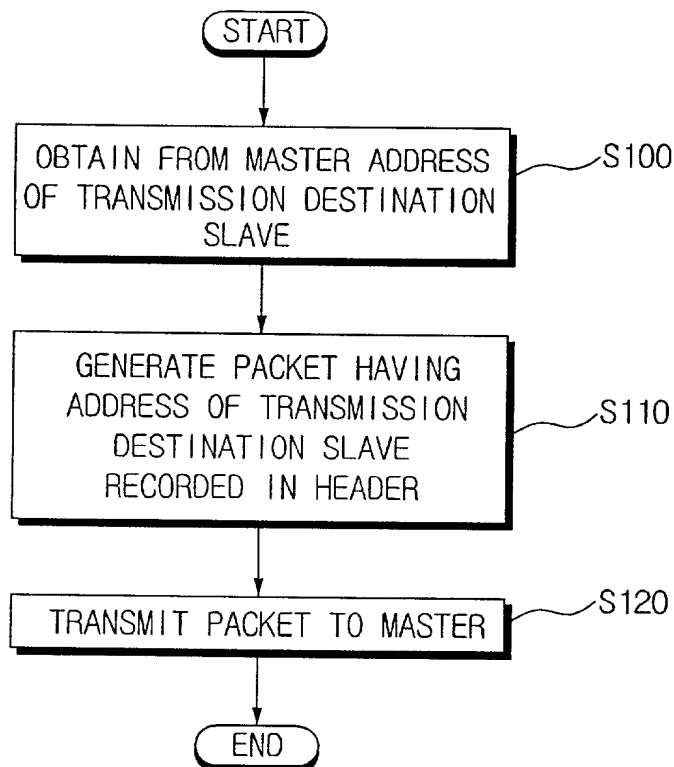 START
OBTAIN FROM MASTER ADDRESS
OF TRANSMISSION DESTINATION
SLAVE
S100
GENERATE PACKET HAVING
ADDRESS OF TRANSMISSION
DESTINATION SLAVE
RECORDED IN HEADER
S110
TRANSMIT PACKET TO MASTER
S120
END